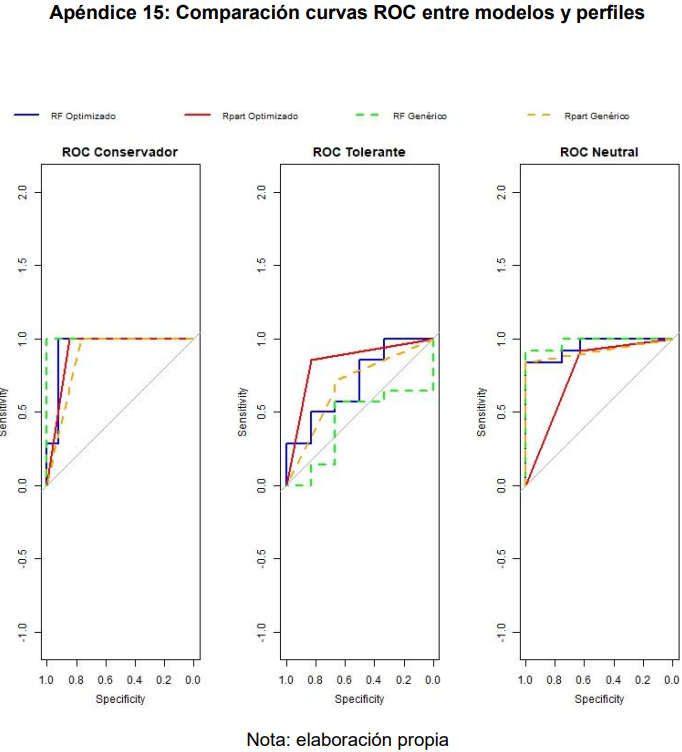 Apéndice 15: Comparación curvas ROC entre modelos y perfiles
RF Optimizado Rpart Optimizado RF Genérico Rpart Genérico
ROC Conservador
2.0
1.5
1.0
0.5
0.0
-0.5
-1.0
Sensitivity
1.0 0.8 0.6 0.4 0.2 0.0
Specificity
ROC Tolerante
2.0
1.5
1.0
0.5
0.0
-0.5
-1.0
Sensitivity
1.0 0.8 0.6 0.4 0.2 0.0
Specificity
ROC Neutral
2.0
1.5
1.0
0.5
0.0
-0.5
-1.0
Sensitivity
1.0 0.8 0.6 0.4 0.2 0.0
Specificity
Nota: elaboración propia